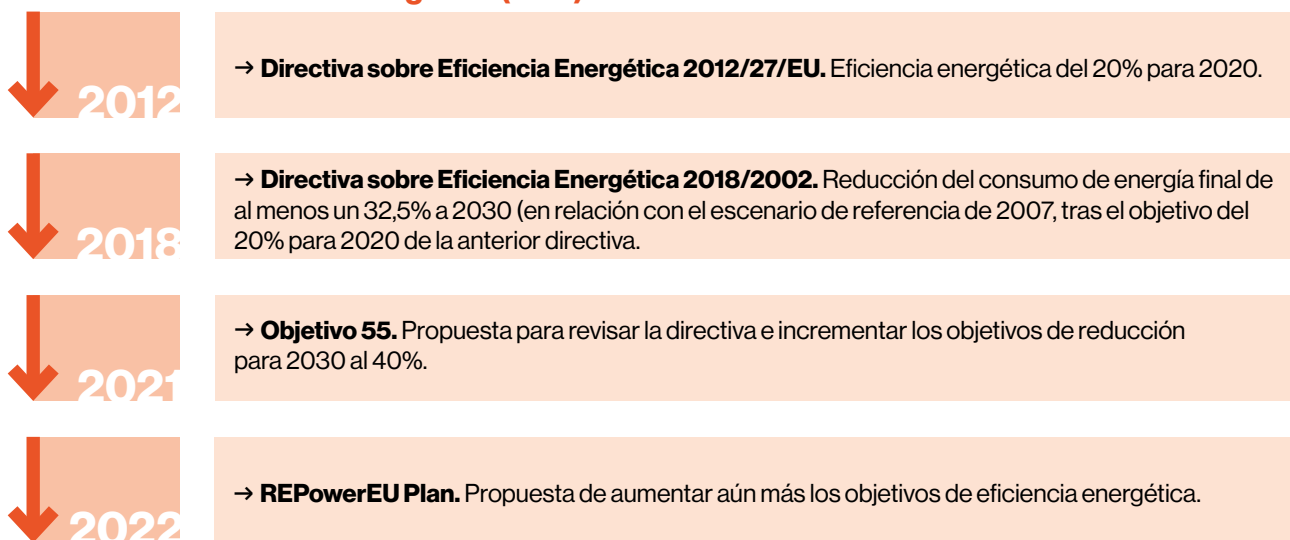 2012
→ Directiva sobre Eficiencia Energética 2012/27/EU. Eficiencia energética del 20% para 2020.
2018
→ Directiva sobre Eficiencia Energética 2018/2002. Reducción del consumo de energía final de
al menos un 32,5% a 2030 (en relación con el escenario de referencia de 2007, tras el objetivo del
20% para 2020 de la anterior directiva.
2021
→ Objetivo 55. Propuesta para revisar la directiva e incrementar los objetivos de reducción
para 2030 al 40%.
2022
→ REPowerEU Plan. Propuesta de aumentar aún más los objetivos de eficiencia energética.